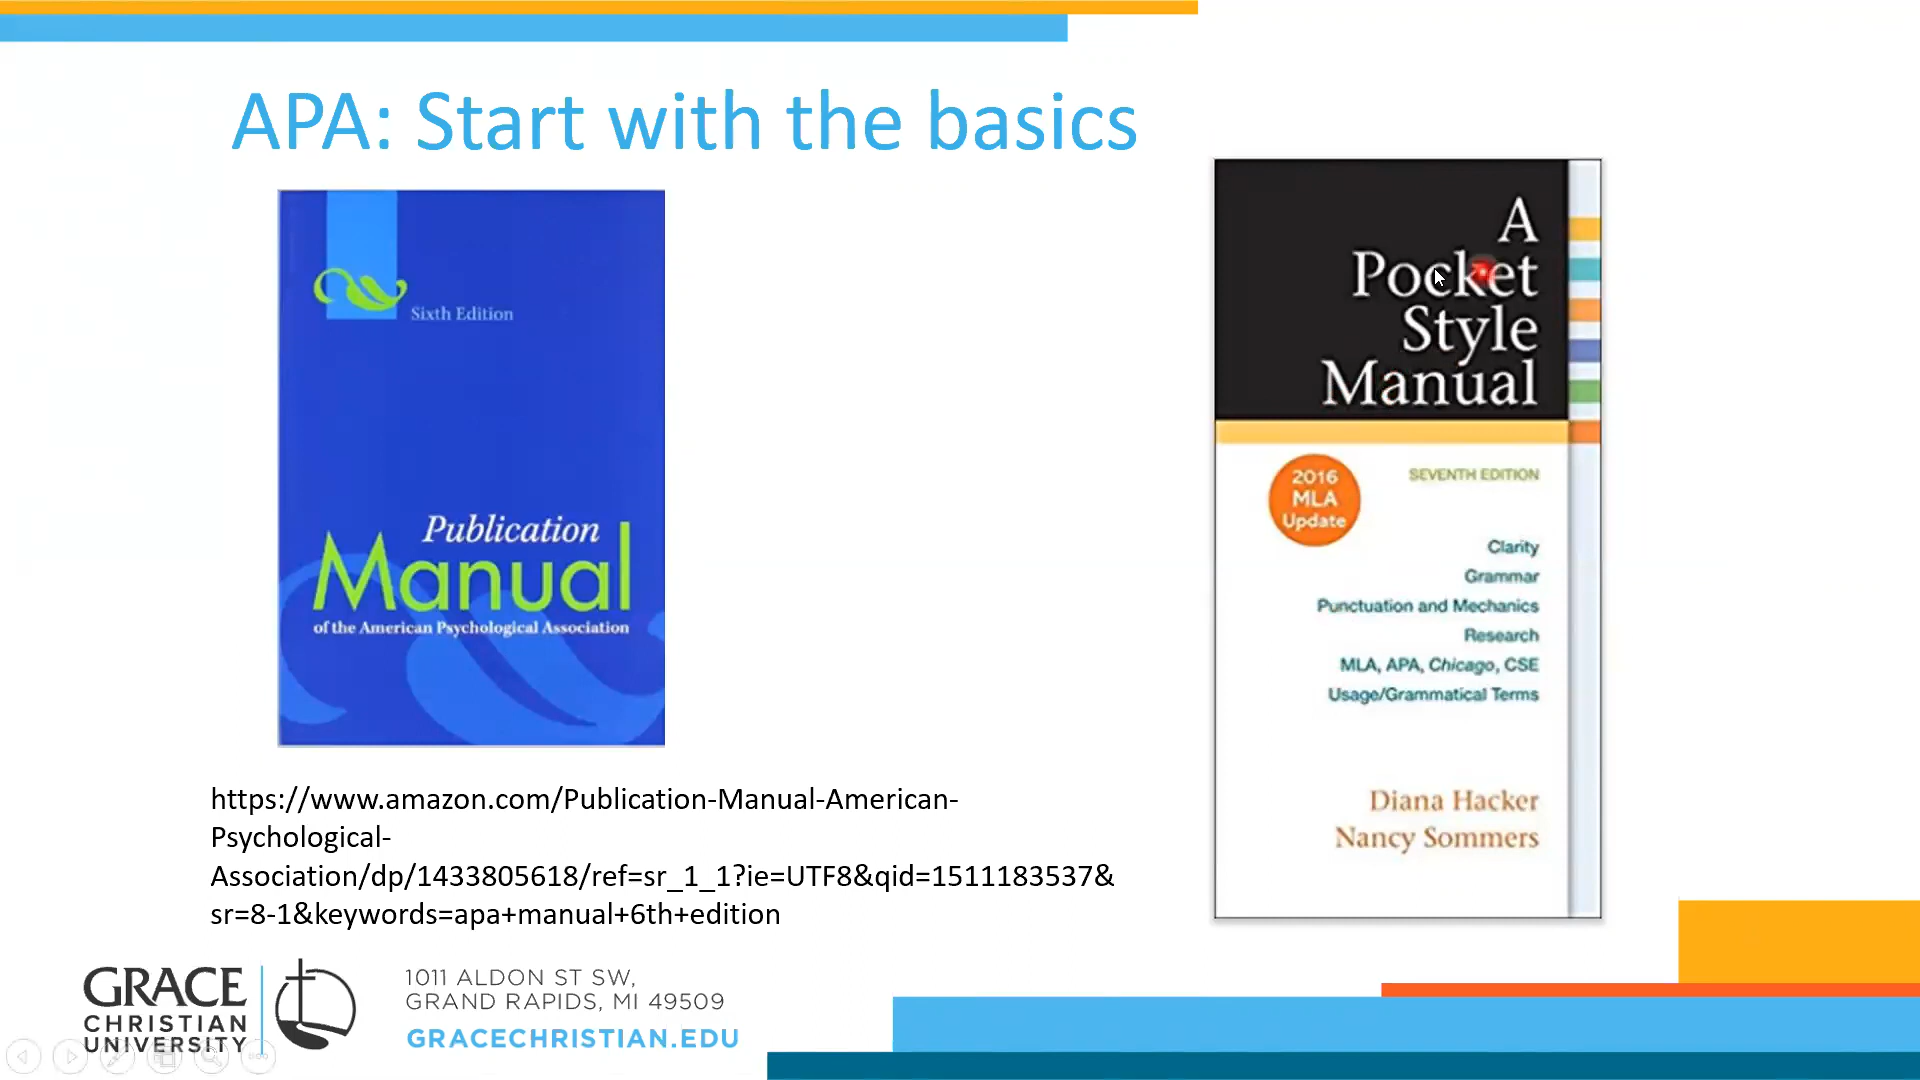 APA: Start with the basics
Sixth Edition
Publication
Manual
of the American Psychological Association
https://www.amazon.com/Publication-Manual-American-
Psychological-
Association/dp/1433805618/ref=sr_1_1?ie=UTF8&qid=1511183537&
sr=8-1&keywords=apa+manual+6th+edition
A
Pocket
Style
Manual
2016
MLA
Update
SEVENTH EDITION
Clarity
Grammar
Punctuation and Mechanics
Research
MLA, APA, Chicago, CSE
Usage/Grammatical Terms
Diana Hacker
Nancy Sommers
GRACE
CHRISTIAN
UNIVERSITY
1011 ALDON ST SW,
GRAND RAPIDS, MI 49509
GRACECHRISTIAN.EDU